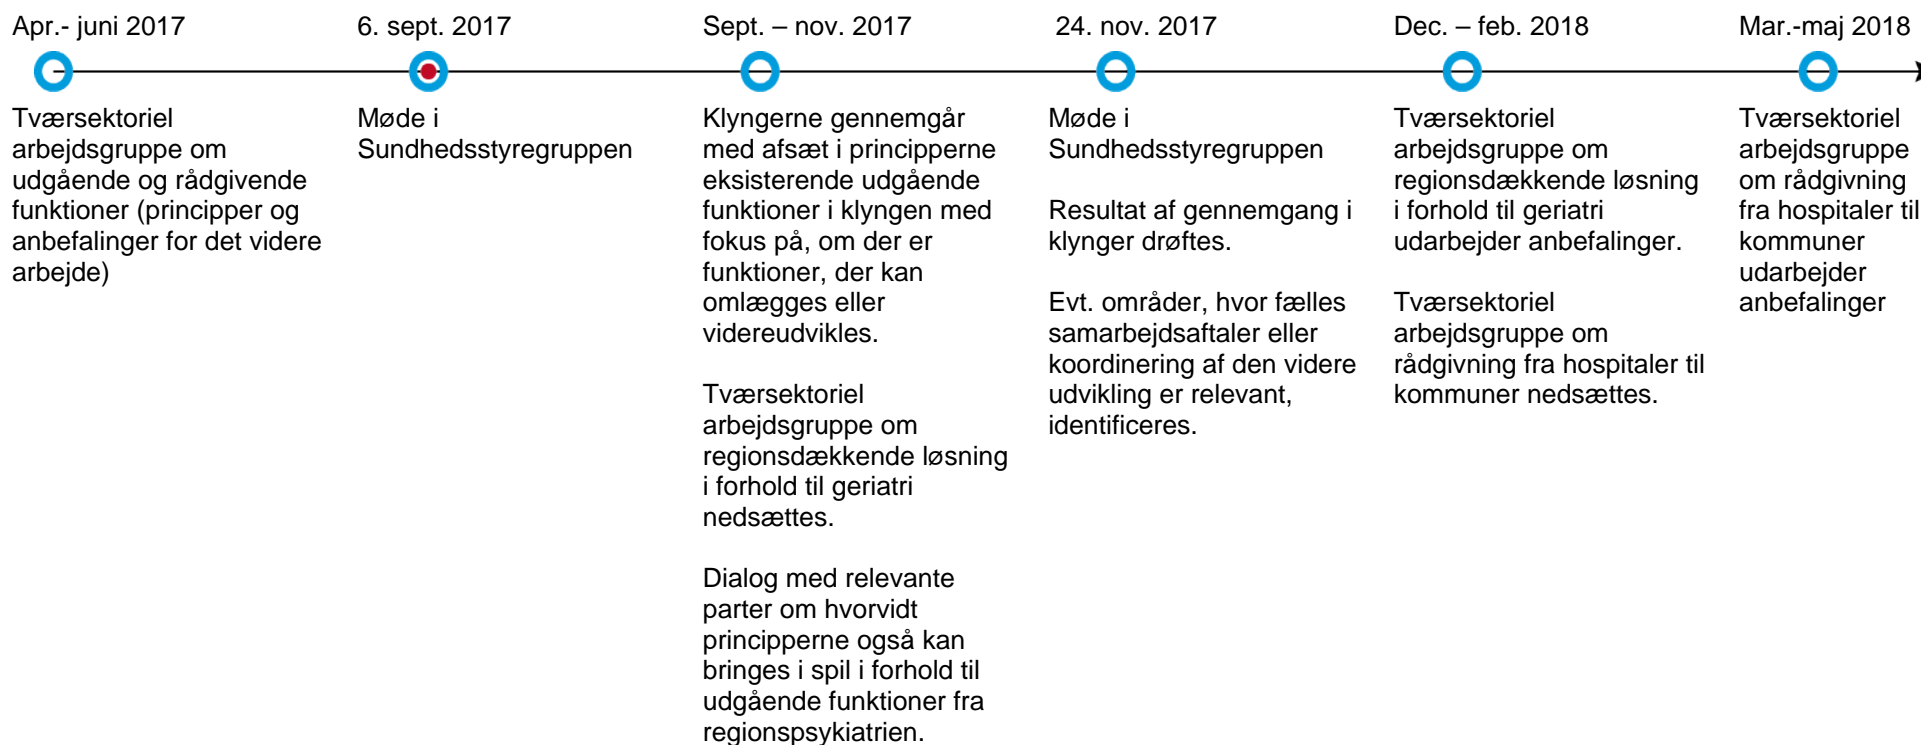 Apr.- juni 2017
Tværsektoriel
arbejdsgruppe om
udgående og rådgivende
funktioner (principper og
anbefalinger for det videre
arbejde)
6. sept. 2017
Møde i
Sundhedsstyregruppen
Sept. – nov. 2017
Klyngerne gennemgår
med afsæt i principperne
eksisterende udgående
funktioner i klyngen med
fokus på, om der er
funktioner, der kan
omlægges eller
videreudvikles.
Tværsektoriel
arbejdsgruppe om
regionsdækkende løsning
i forhold til geriatri
nedsættes.
Dialog med relevante
parter om hvorvidt
principperne også kan
bringes i spil i forhold til
udgående funktioner fra
regionspsykiatrien.
24. nov. 2017
Møde i
Sundhedsstyregruppen
Resultat af gennemgang i
klynger drøftes.
Evt. områder, hvor fælles
samarbejdsaftaler eller
koordinering af den videre
udvikling er relevant,
identificeres.
Dec. – feb. 2018
Tværsektoriel
arbejdsgruppe om
regionsdækkende løsning
i forhold til geriatri
udarbejder anbefalinger.
Tværsektoriel
arbejdsgruppe om
rådgivning fra hospitaler til
kommuner nedsættes.
Mar.-maj 2018
Tværsektoriel
arbejdsgruppe
om rådgivning
fra hospitaler til
kommuner
udarbejder
anbefalinger